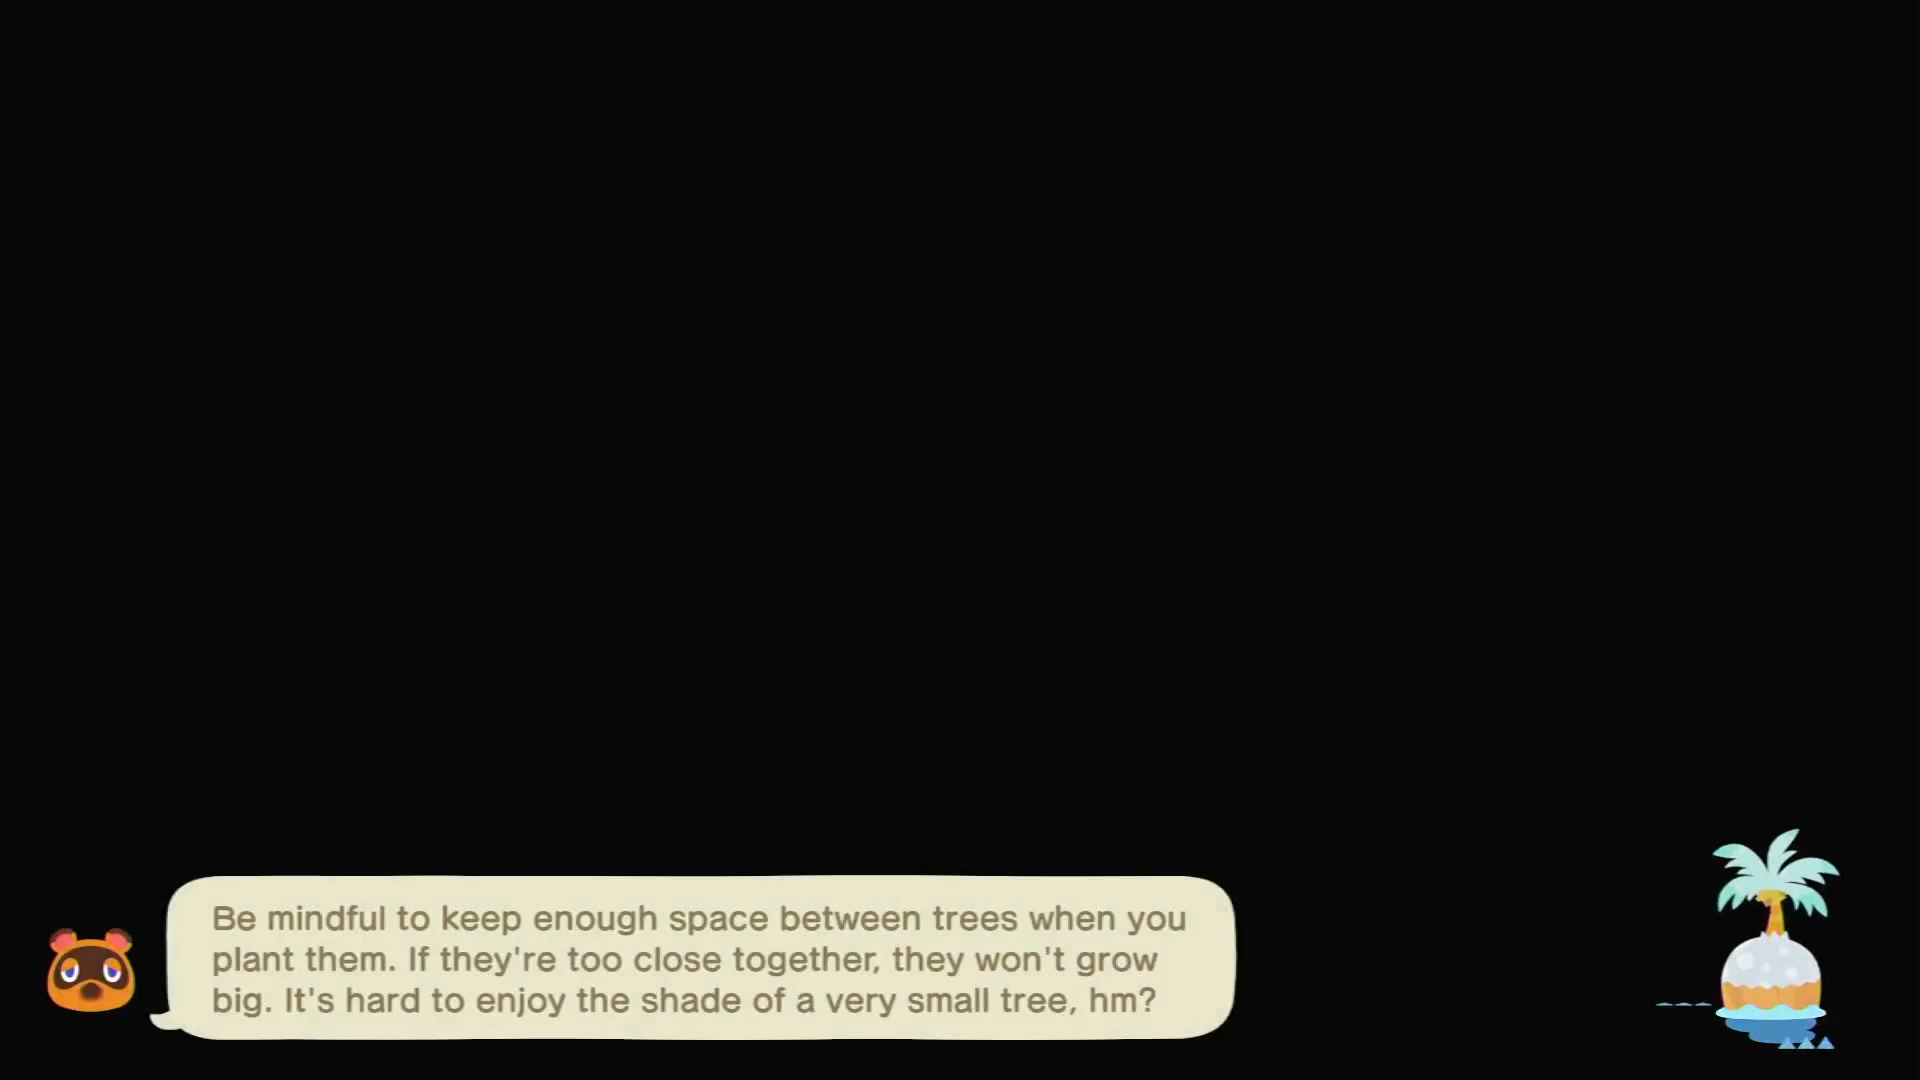 Be mindful to keep enough space between trees when you
plant them. If they're too close together, they won't grow
big. It's hard to enjoy the shade of a very small tree, hm?